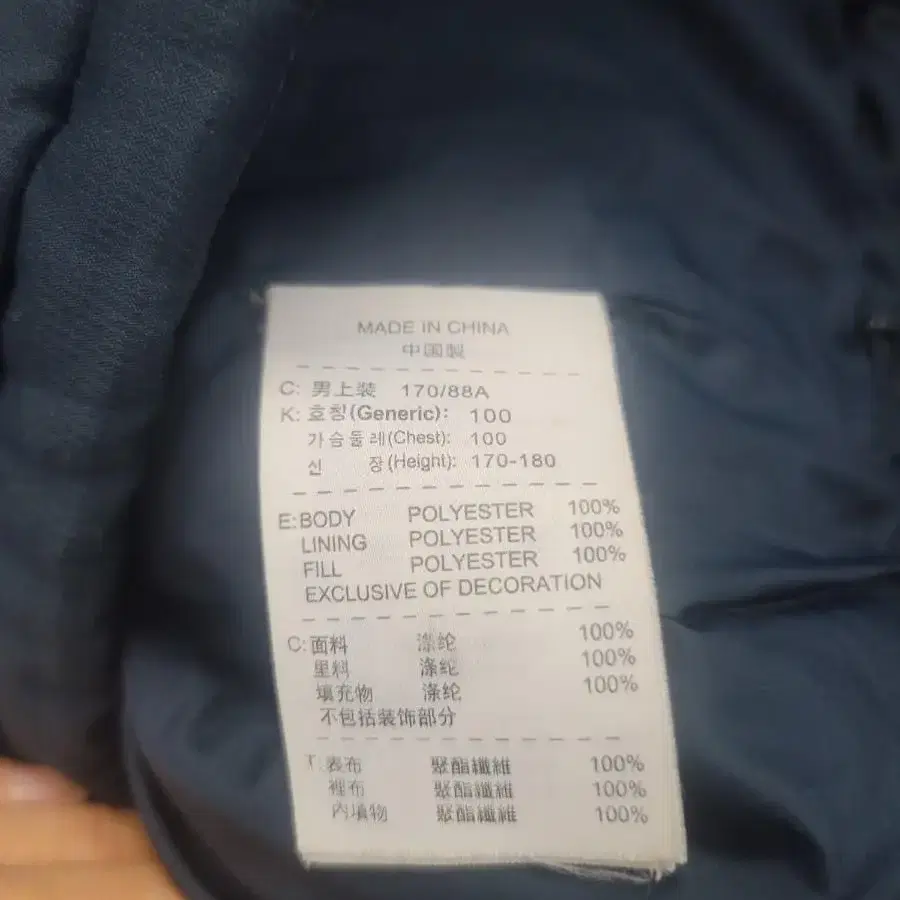 MADE IN CHINA
中國製
C: 男上裝 170/88A
K: 호칭(Generic): 100
가슴둘레(Chest): 100
신 장(Height): 170-180
E:BODY POLYESTER 100%
LINING POLYESTER 100%
FILL POLYESTER 100%
EXCLUSIVE OF DECORATION
C:面料 涤纶 100%
里料 涤纶 100%
填充物 涤纶 100%
不包括装饰部分
T:表布 聚酯纖維 100%
裡布 聚酯纖維 100%
內填物 聚酯纖維 100%